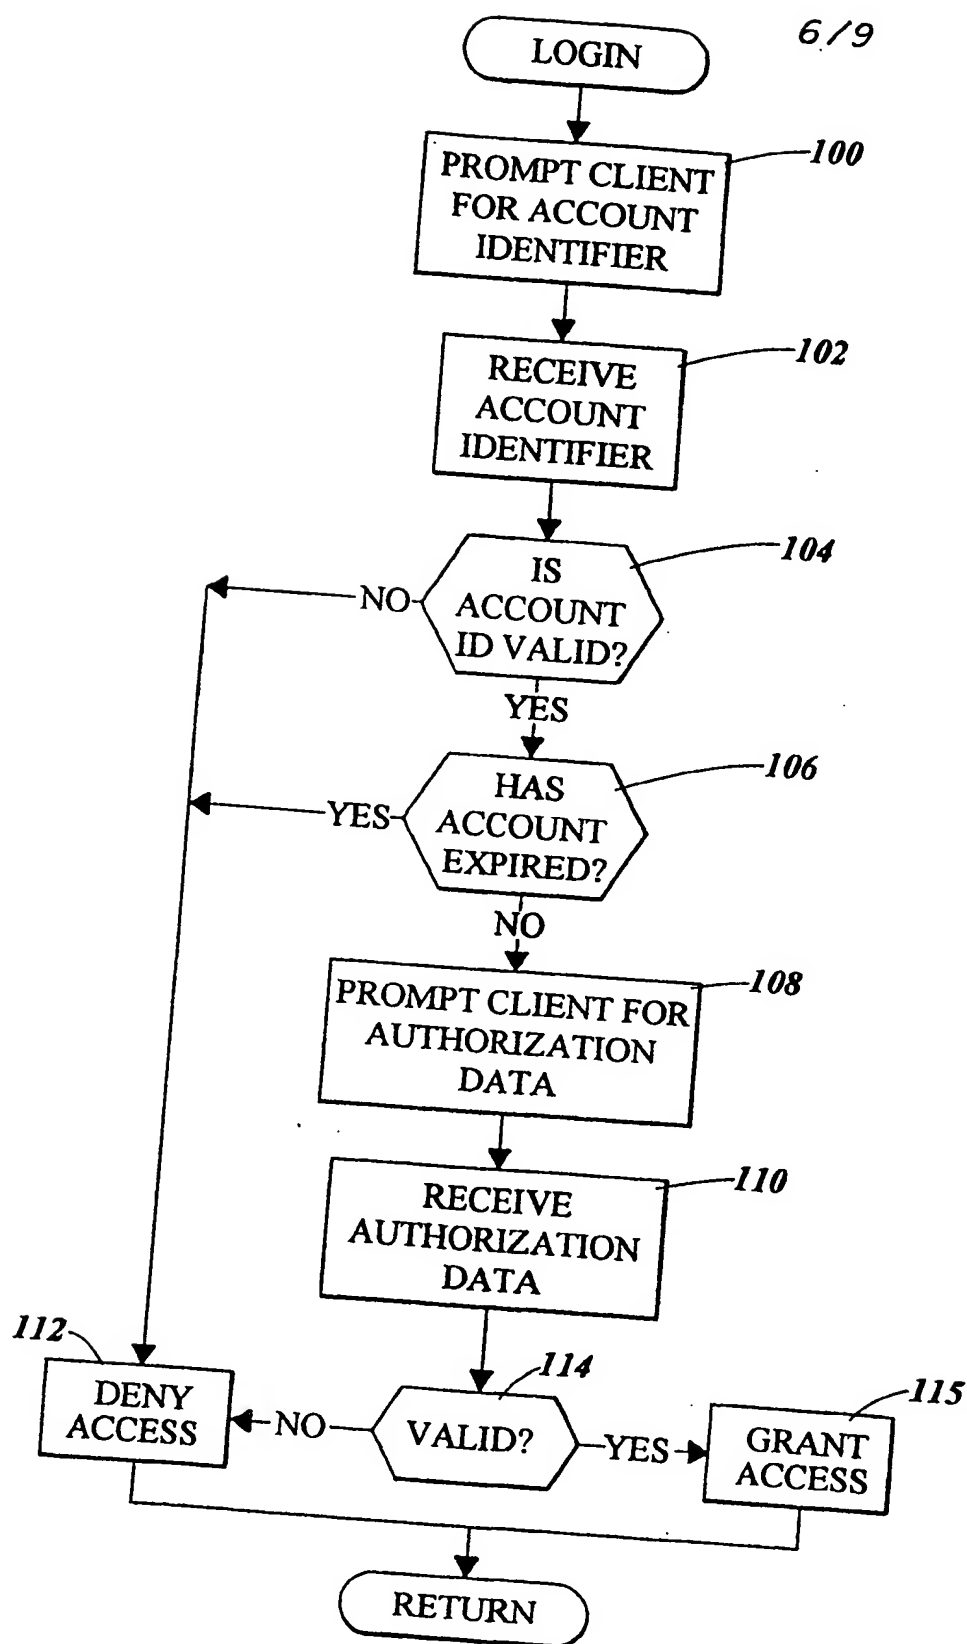 6/9
LOGIN
100
PROMPT CLIENT
FOR ACCOUNT
IDENTIFIER
102
RECEIVE
ACCOUNT
IDENTIFIER
104
IS
ACCOUNT
ID VALID?
NO
YES
106
HAS
ACCOUNT
EXPIRED?
YES
NO
108
PROMPT CLIENT FOR
AUTHORIZATION
DATA
110
RECEIVE
AUTHORIZATION
DATA
112
DENY
ACCESS
NO
114
VALID?
YES
115
GRANT
ACCESS
RETURN